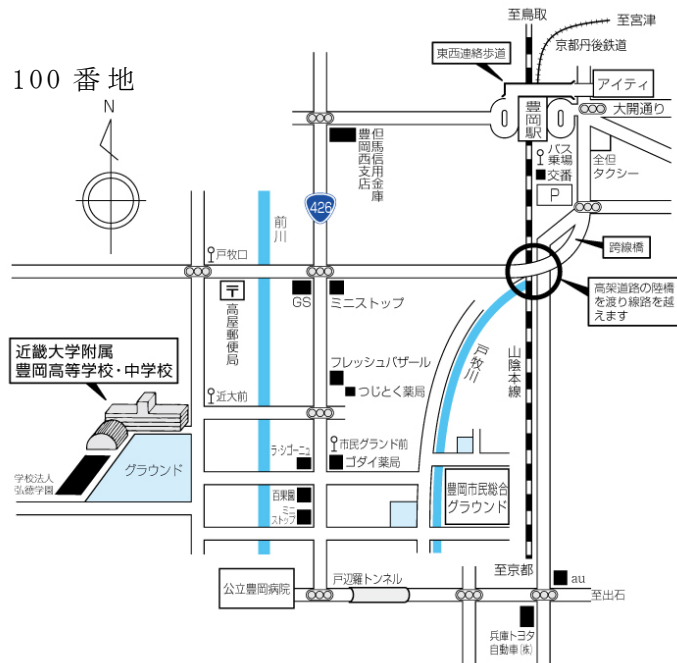 至鳥取
至宮津
京都丹後鉄道
東西連絡歩道
アイティ
大開通り
豊岡駅
100 番地
N
但馬信用金庫
豊岡西支店
バス
乗場
交番
P
全但
タクシー
426
前川
戸牧口
跨線橋
〒
高屋郵便局
GS
ミニストップ
高架道路の陸橋
を渡り線路を越
えます
戸牧川
山陰本線
近畿大学附属
豊岡高等学校・中学校
フレッシュバザール
つじとく薬局
近大前
市民グランド前
ラ・シゴーニュ
ゴダイ薬局
グラウンド
学校法人
弘徳学園
百果園
ミニ
ストップ
豊岡市民総合
グラウンド
至京都
公立豊岡病院
戸辺羅トンネル
au
至出石
兵庫トヨタ
自動車(株)